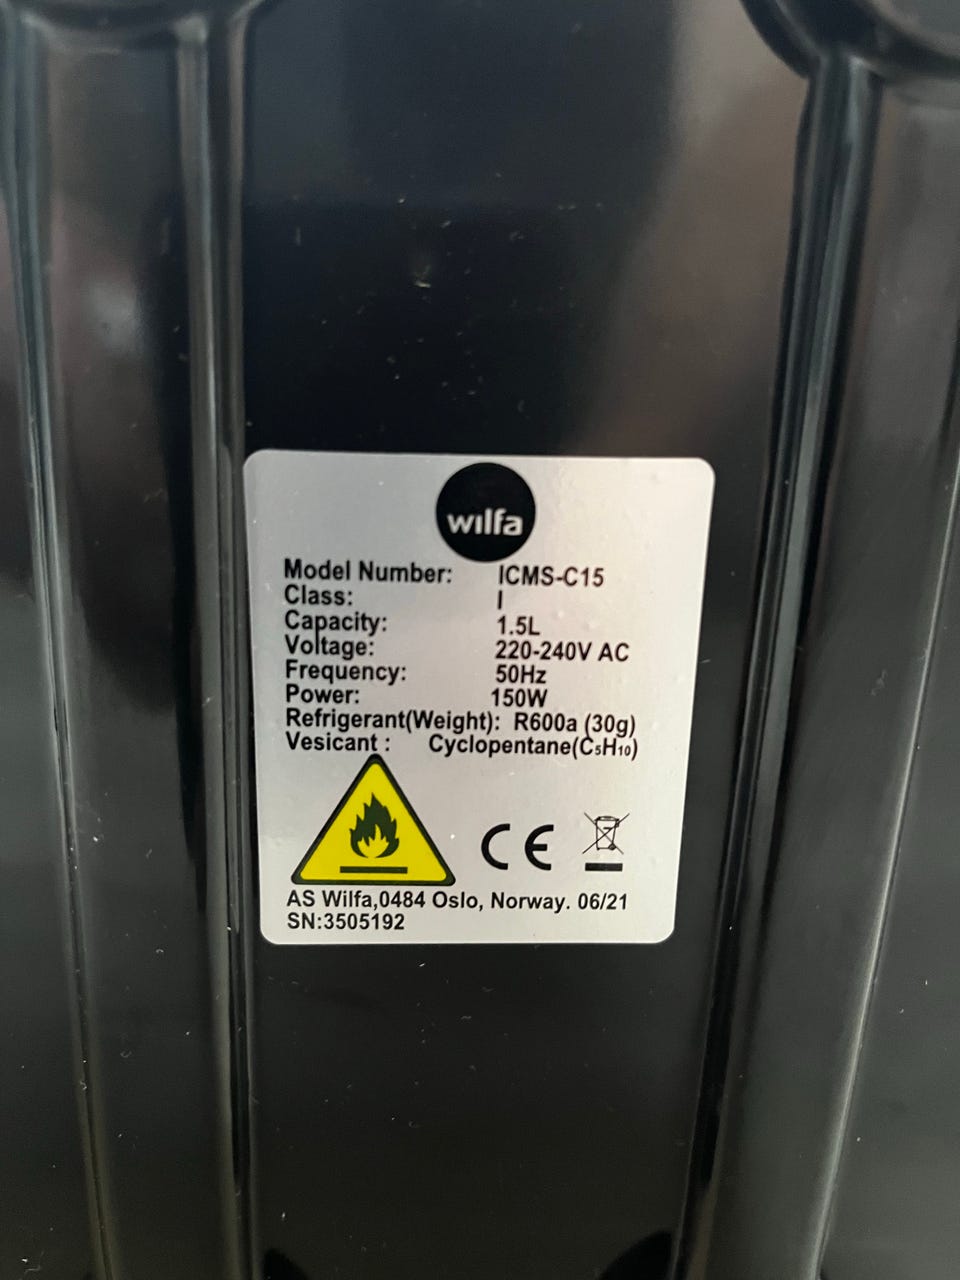 wilfa
Model Number: ICMS-C15
Class: I
Capacity: 1.5L
Voltage: 220-240V AC
Frequency: 50Hz
Power: 150W
Refrigerant(Weight): R600a (30g)
Vesicant : Cyclopentane(C₅H₁₀)
CE
AS Wilfa,0484 Oslo, Norway. 06/21
SN:3505192